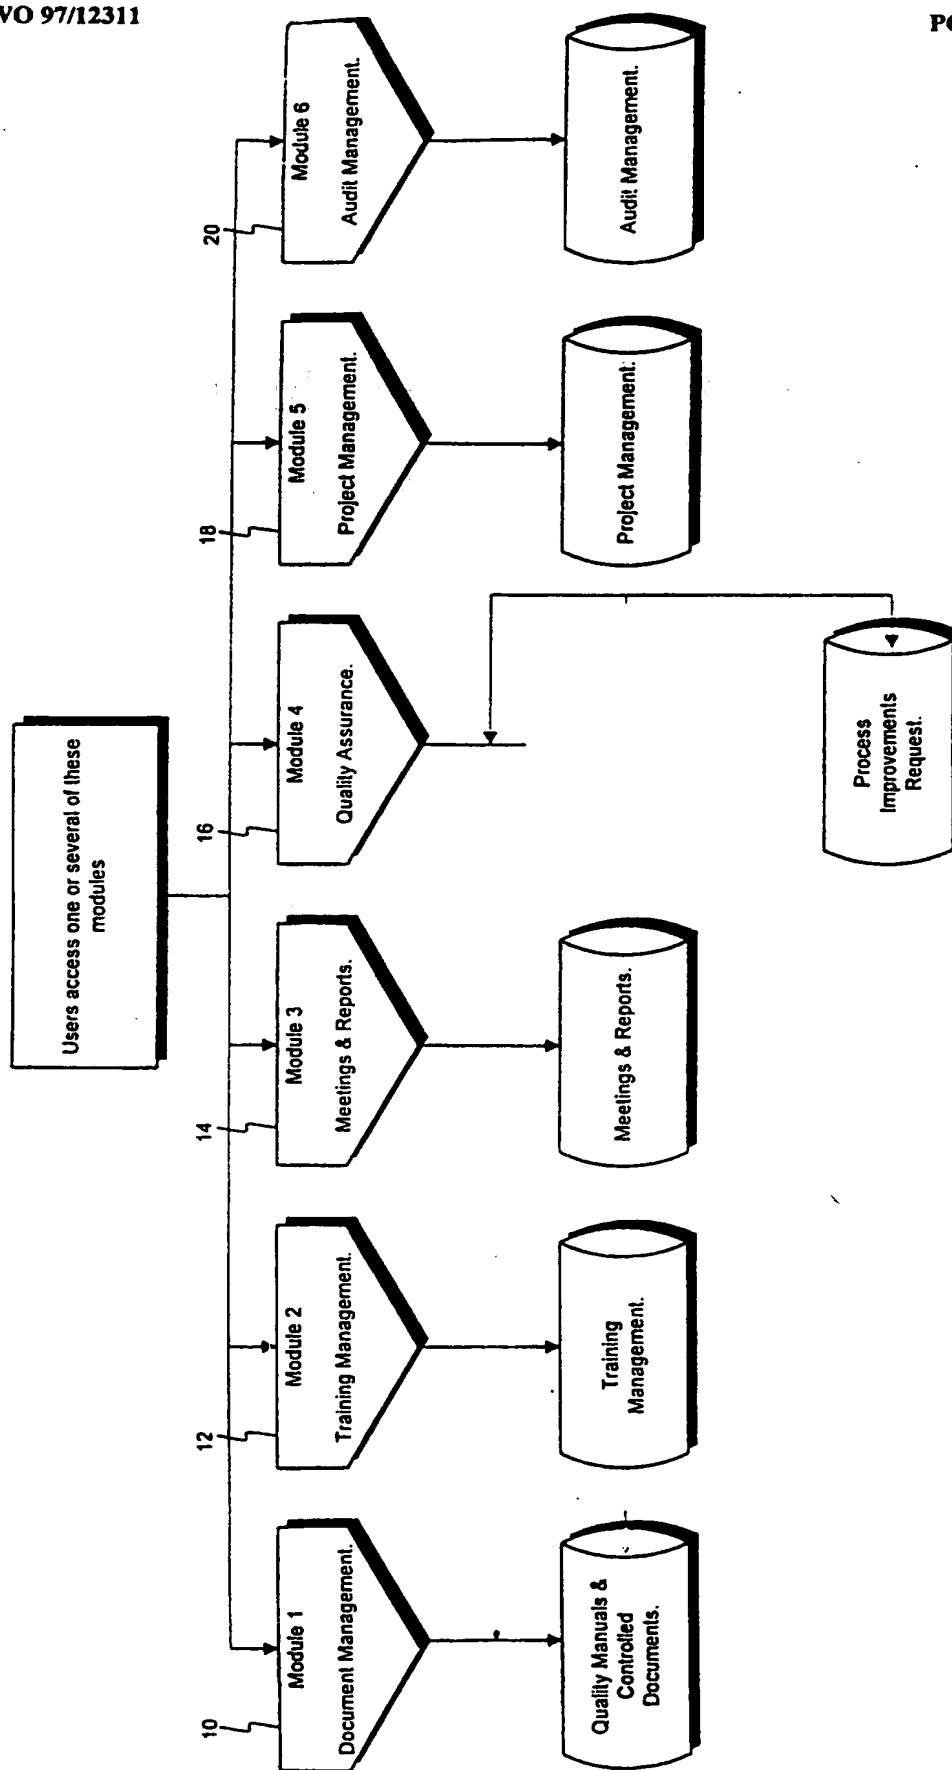 WO 97/12311
PC
Users access one or several of these
modules
10
Module 1
Document Management.
12
Module 2
Training Management.
14
Module 3
Meetings & Reports.
16
Module 4
Quality Assurance.
18
Module 5
Project Management.
20
Module 6
Audit Management.
Quality Manuals &
Controlled
Documents.
Training
Management.
Meetings & Reports.
Process
Improvements
Request.
Project Management.
Audit Management.